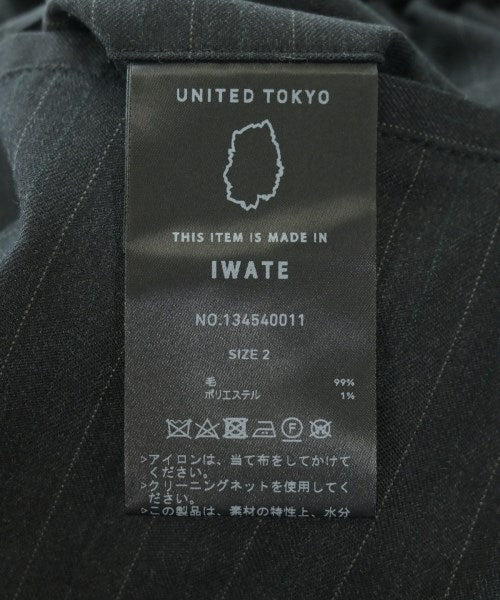 UNITED TOKYO
THIS ITEM IS MADE IN
IWATE
NO.134540011
SIZE 2
毛 99%
ポリエステル 1%
>アイロンは、当て布をしてかけて
ください。
>クリーニングネットを使用してく
ださい。
>この製品は、素材の特性上、水分